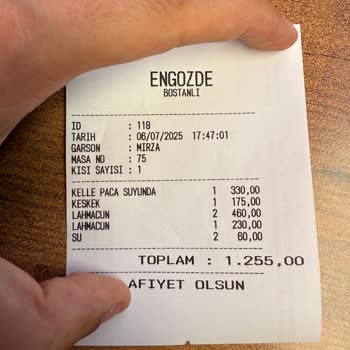 ENGOZDE
BOSTANLI
ID : 118
TARIH : 06/07/2025 17:47:01
GARSON : MIRZA
MASA NO : 75
KISI SAYISI : 1
KELLE PACA SUYUNDA 1 330,00
KESKEK 1 175,00
LAHMACUN 2 460,00
LAHMACUN 1 230,00
SU 2 60,00
TOPLAM : 1.255,00
AFIYET OLSUN